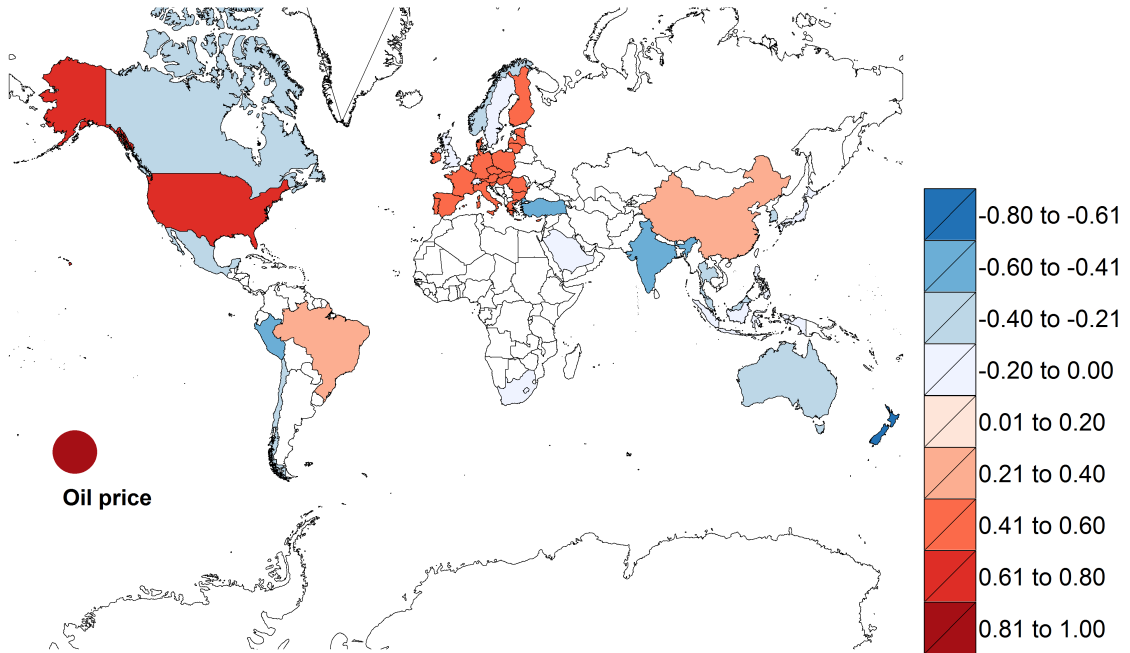 Oil price
-0.80 to -0.61
-0.60 to -0.41
-0.40 to -0.21
-0.20 to 0.00
0.01 to 0.20
0.21 to 0.40
0.41 to 0.60
0.61 to 0.80
0.81 to 1.00